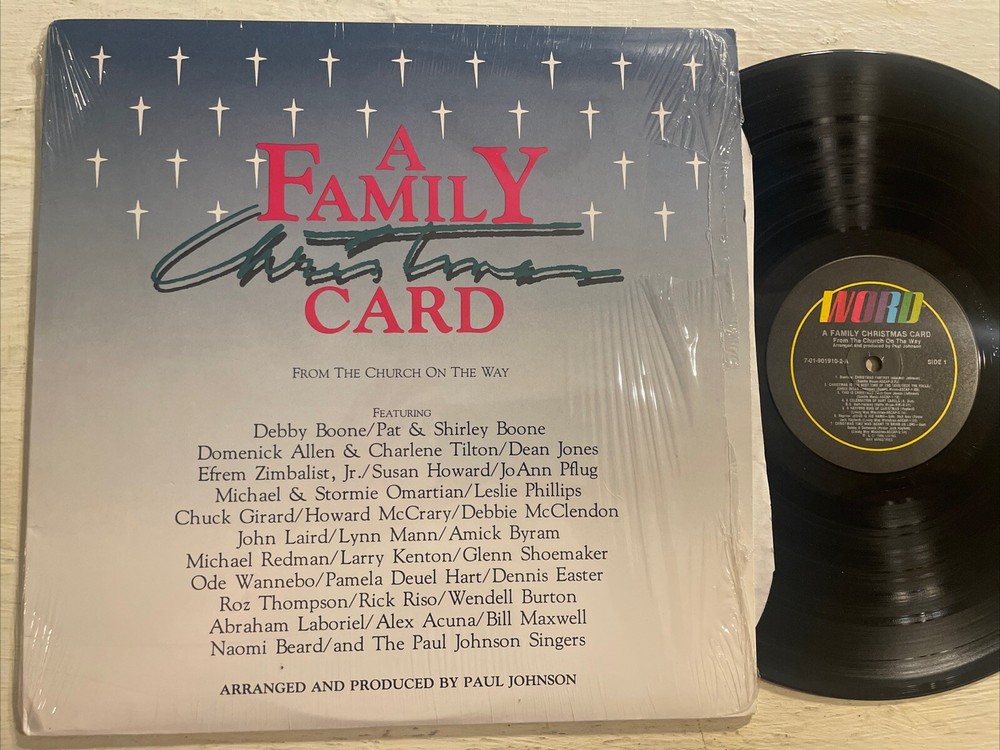 A
FAMILY
Christmas
CARD
FROM THE CHURCH ON THE WAY
FEATURING
Debby Boone/Pat & Shirley Boone
Domenick Allen & Charlene Tilton/Dean Jones
Efrem Zimbalist, Jr./Susan Howard/JoAnn Pflug
Michael & Stormie Omartian/Leslie Phillips
Chuck Girard/Howard McCrary/Debbie McClendon
John Laird/Lynn Mann/Amick Byram
Michael Redman/Larry Kenton/Glenn Shoemaker
Ode Wannebo/Pamela Deuel Hart/Dennis Easter
Roz Thompson/Rick Riso/Wendell Burton
Abraham Laboriel/Alex Acuna/Bill Maxwell
Naomi Beard/and The Paul Johnson Singers
ARRANGED AND PRODUCED BY PAUL JOHNSON
WORD
A FAMILY CHRISTMAS CARD
From The Church On The Way
Arranged and produced by Paul Johnson
SIDE 1